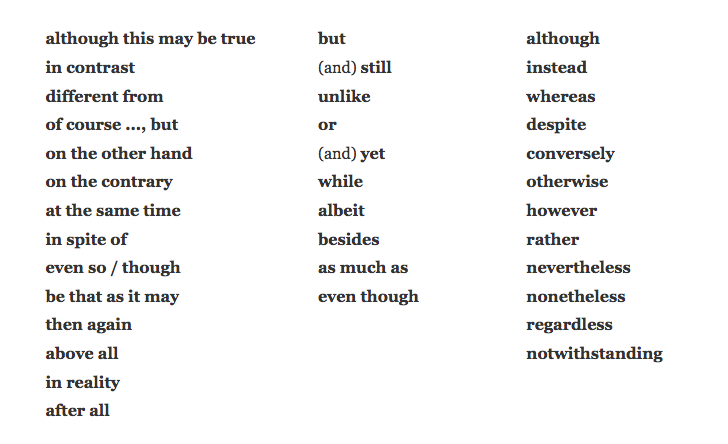 although this may be true
in contrast
different from
of course ..., but
on the other hand
on the contrary
at the same time
in spite of
even so / though
be that as it may
then again
above all
in reality
after all
but
(and) still
unlike
or
(and) yet
while
albeit
besides
as much as
even though
although
instead
whereas
despite
conversely
otherwise
however
rather
nevertheless
nonetheless
regardless
notwithstanding